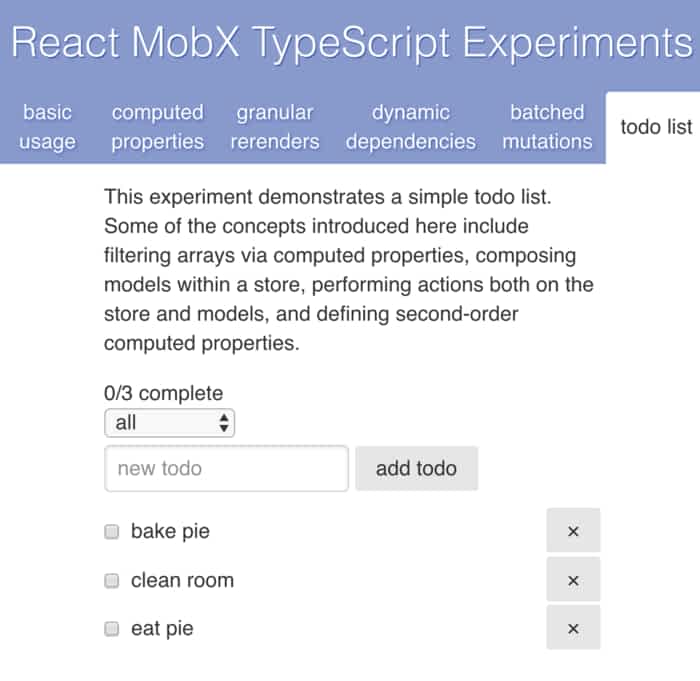 React MobX TypeScript Experiments
basic usage
computed properties
granular rerenders
dynamic dependencies
batched mutations
todo list
This experiment demonstrates a simple todo list.
Some of the concepts introduced here include
filtering arrays via computed properties, composing
models within a store, performing actions both on the
store and models, and defining second-order
computed properties.
0/3 complete
all
new todo
add todo
bake pie
×
clean room
×
eat pie
×